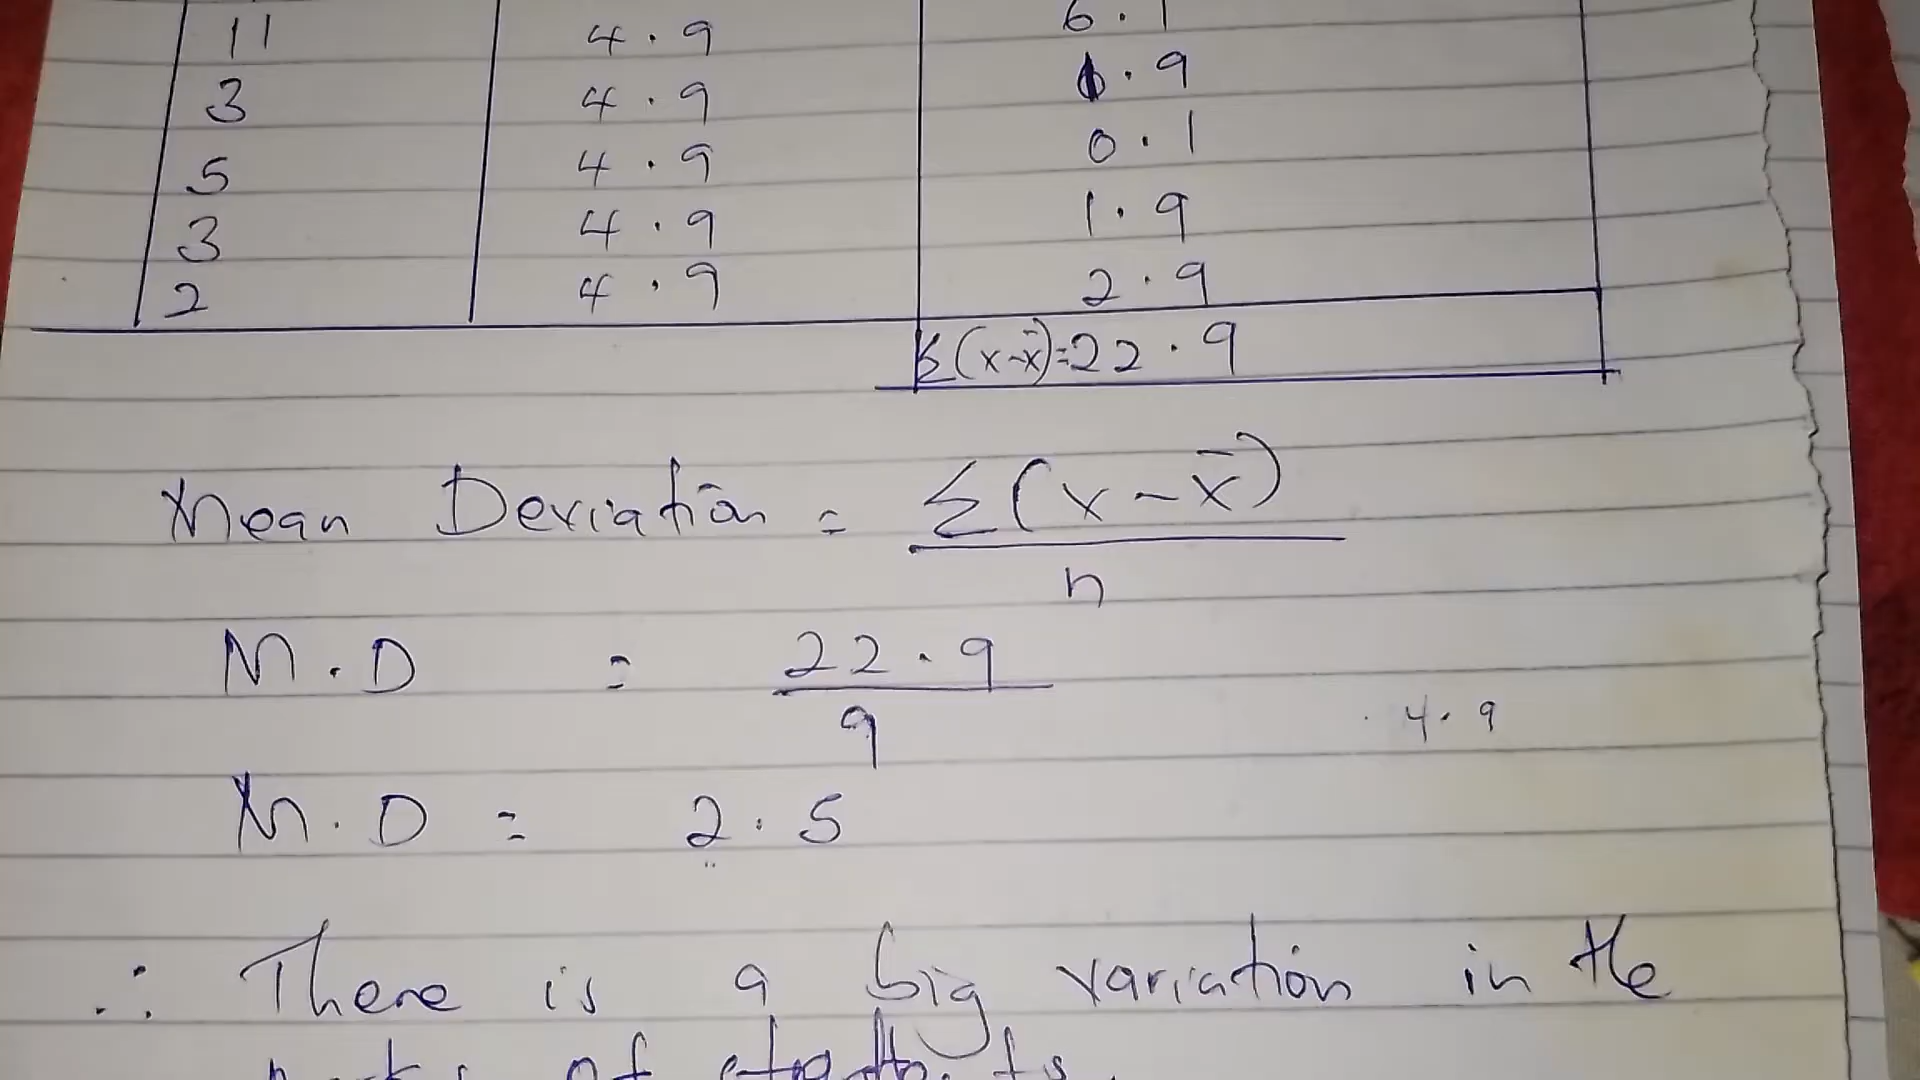 11 4.9 6.1
3 4.9 1.9
5 4.9 0.1
3 4.9 1.9
2 4.9 2.9
Σ(x-x̄)=22.9
Mean Deviation = Σ(x-x̄)
n
M.D = 22.9
9
4.9
M.D = 2.5
∴ There is a big variation in the
of